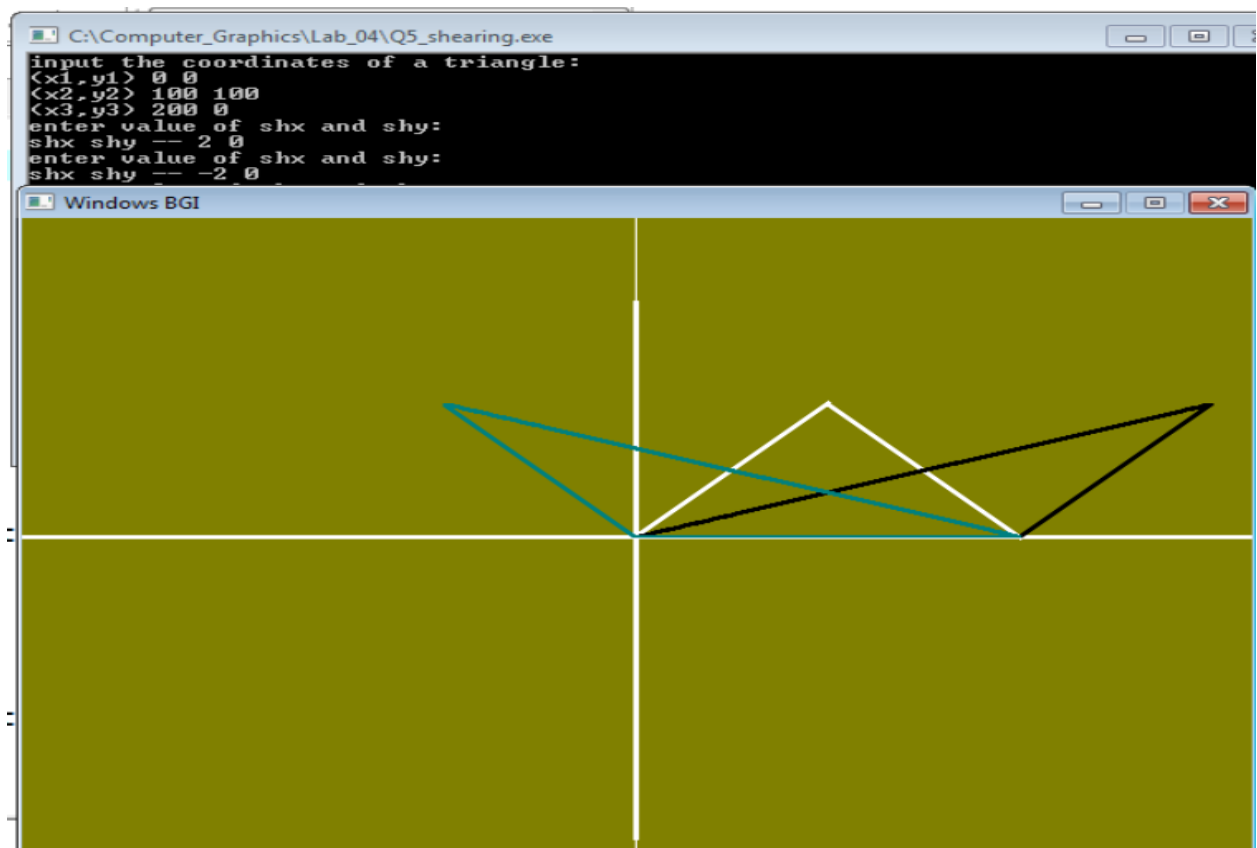 C:\Computer_Graphics\Lab_04\Q5_shearing.exe
input the coordinates of a triangle:
(x1,y1) 0 0
(x2,y2) 100 100
(x3,y3) 200 0
enter value of shx and shy:
shx shy -- 2 0
enter value of shx and shy:
shx shy -- -2 0
Windows BGI